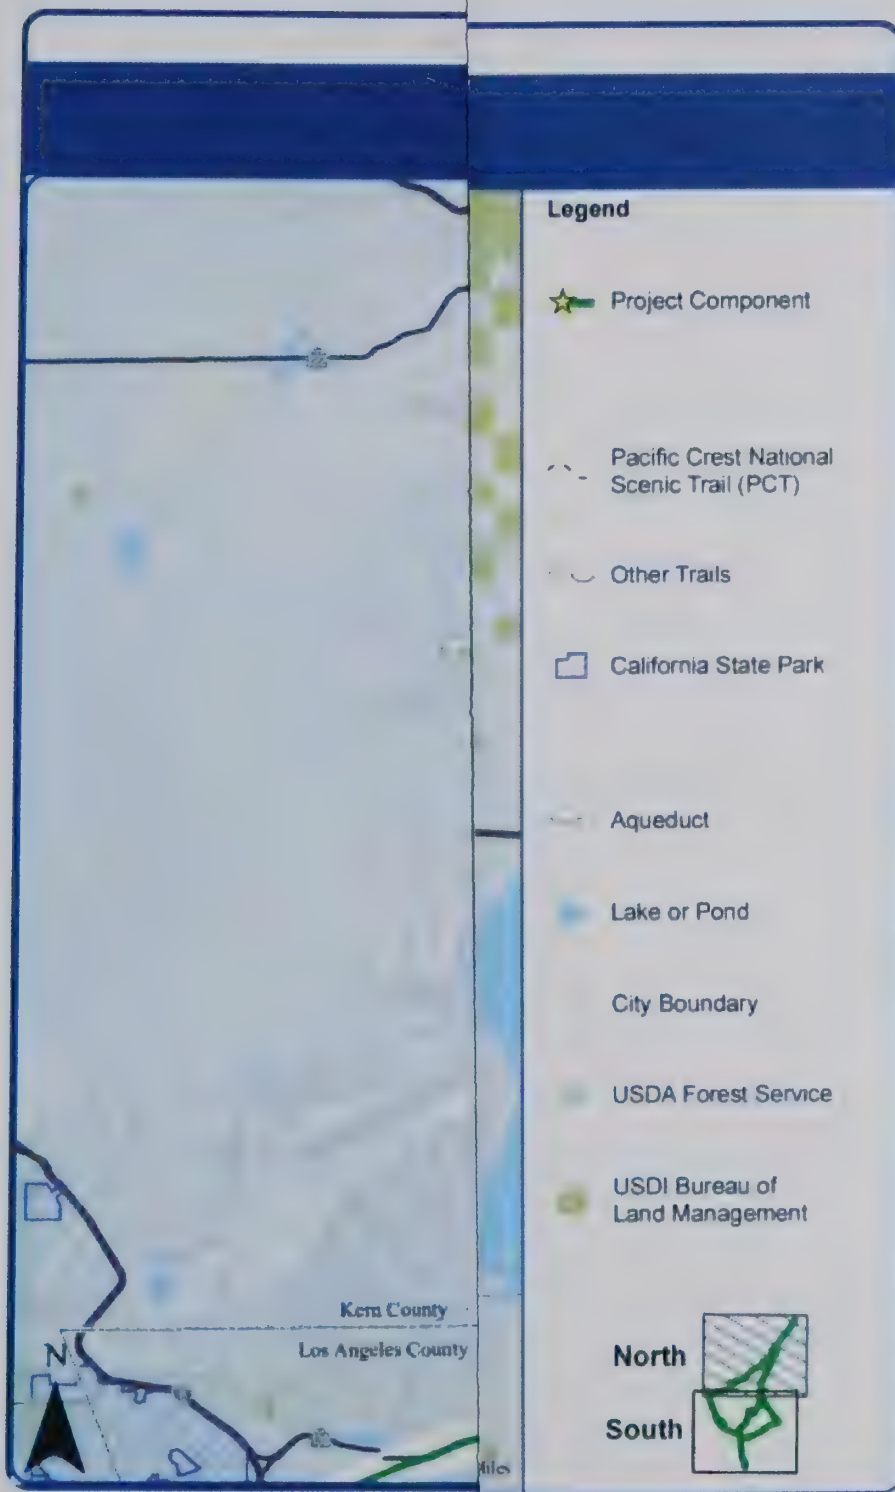 Legend
Project Component
Pacific Crest National
Scenic Trail (PCT)
Other Trails
California State Park
Aqueduct
Lake or Pond
City Boundary
USDA Forest Service
USDI Bureau of
Land Management
Kern County
Los Angeles County
N
North
South